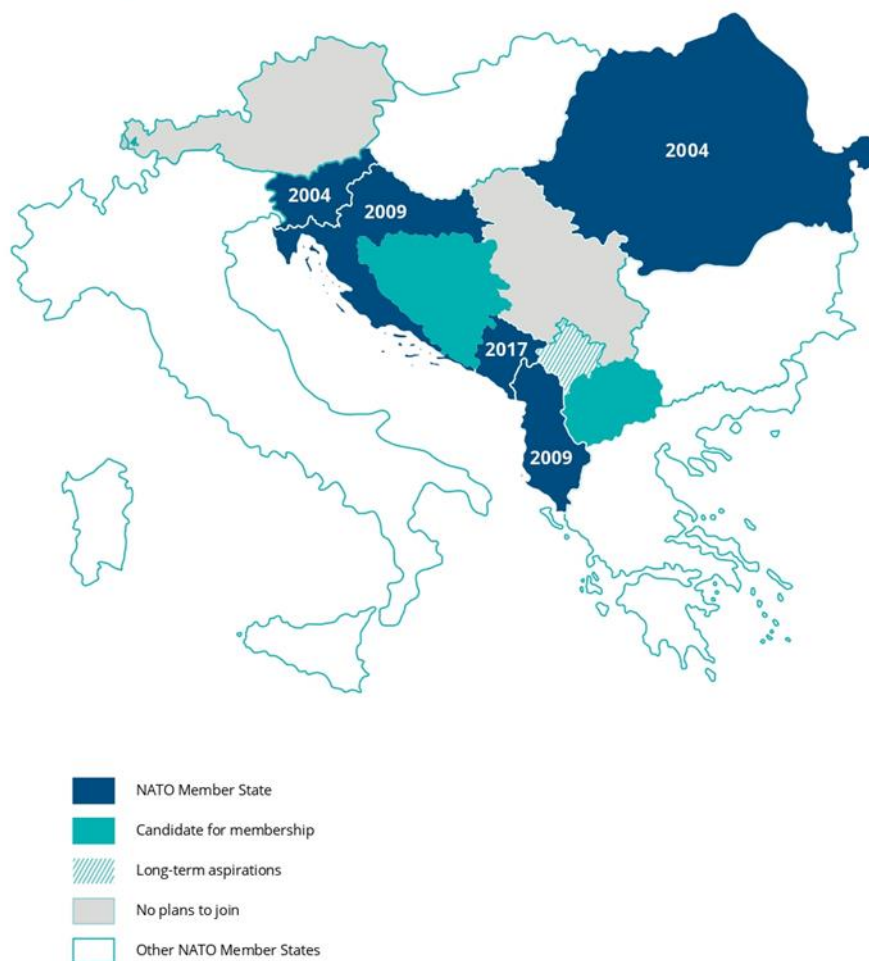 2004
2004
2009
2017
2009
NATO Member State
Candidate for membership
Long-term aspirations
No plans to join
Other NATO Member States